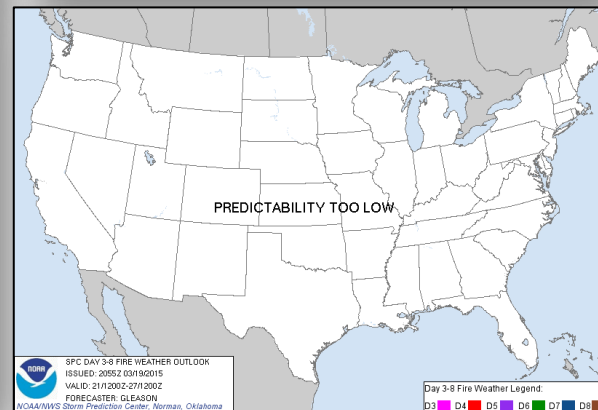 PREDICTABILITY TOO LOW
NOAA
SPC DAY 3-8 FIRE WEATHER OUTLOOK
ISSUED: 2055Z 03/19/2015
VALID: 21/1200Z-27/1200Z
FORECASTER: GLEASON
NOAA/NWS Storm Prediction Center, Norman, Oklahoma
Day 3-8 Fire Weather Legend:
D3 D4 D5 D6 D7 D8